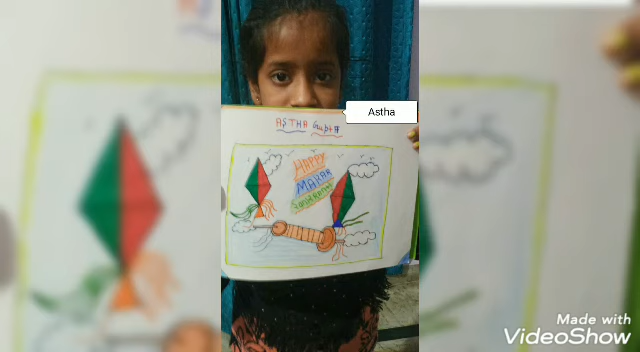 Astha
ASTHA Gupta
HAPPY
MAKAR
Sankranti
Made with
VideoShow